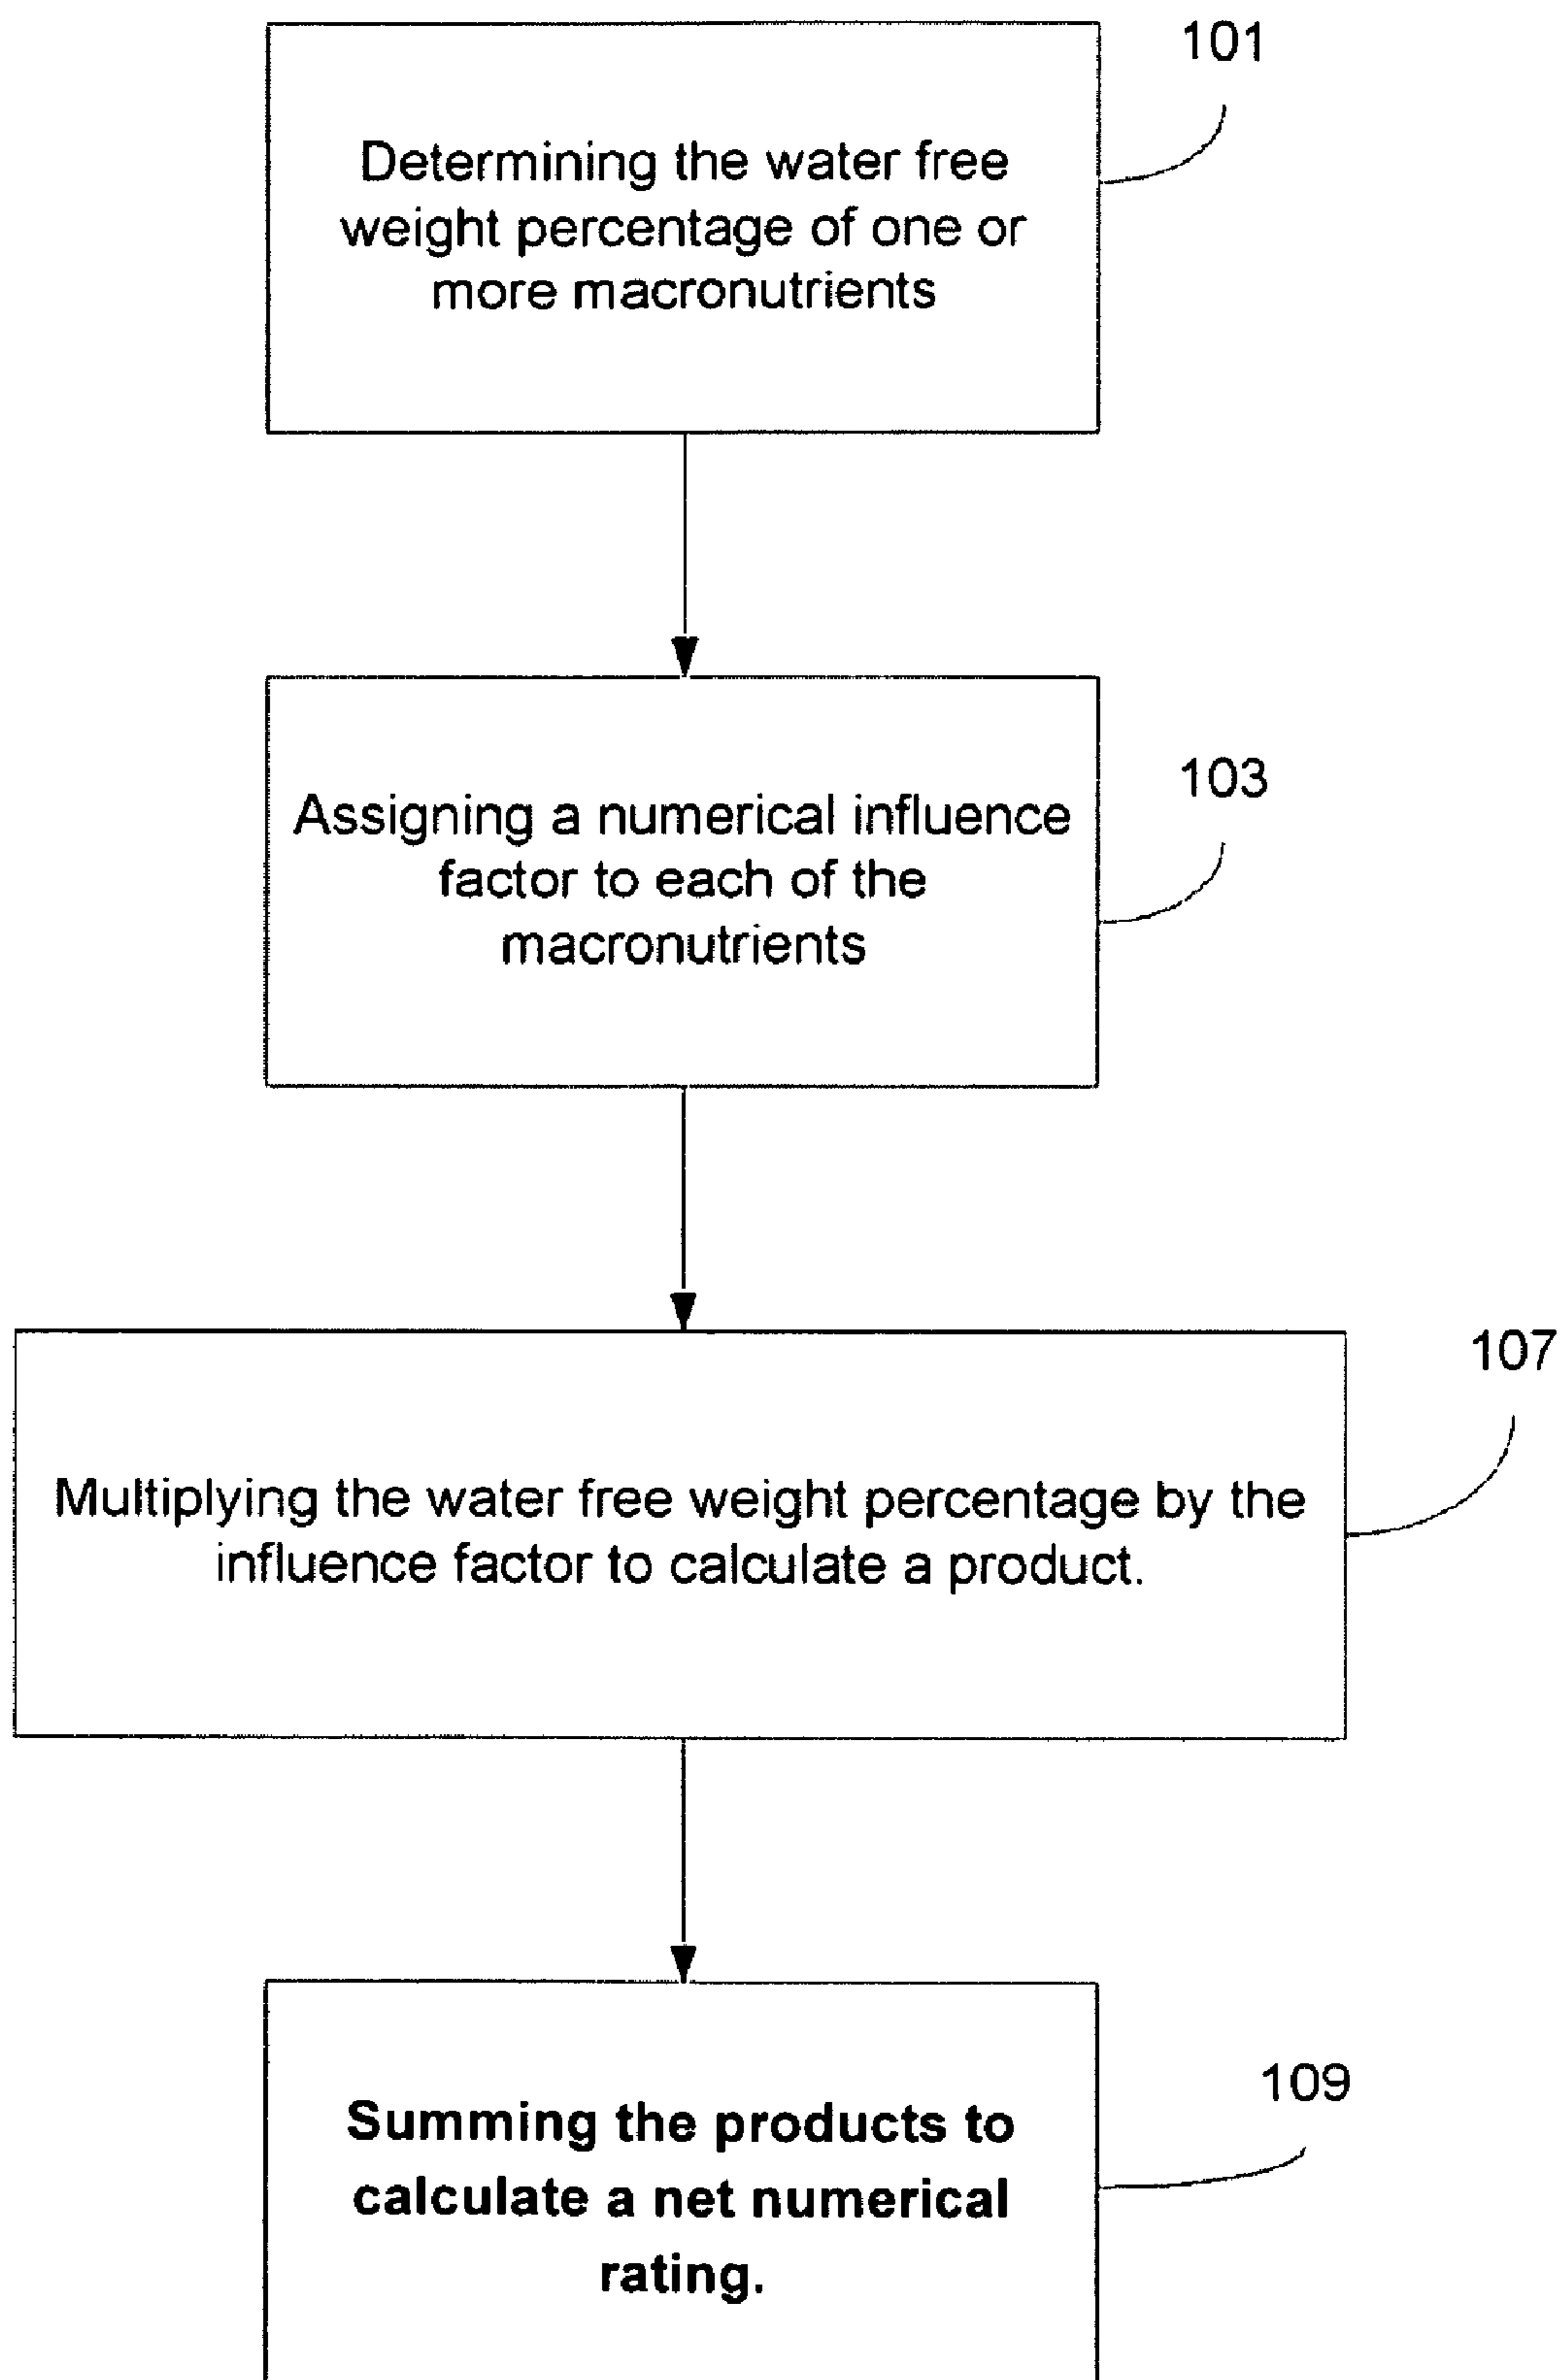 101
Determining the water free
weight percentage of one or
more macronutrients
103
Assigning a numerical influence
factor to each of the
macronutrients
107
Multiplying the water free weight percentage by the
influence factor to calculate a product.
109
Summing the products to
calculate a net numerical
rating.